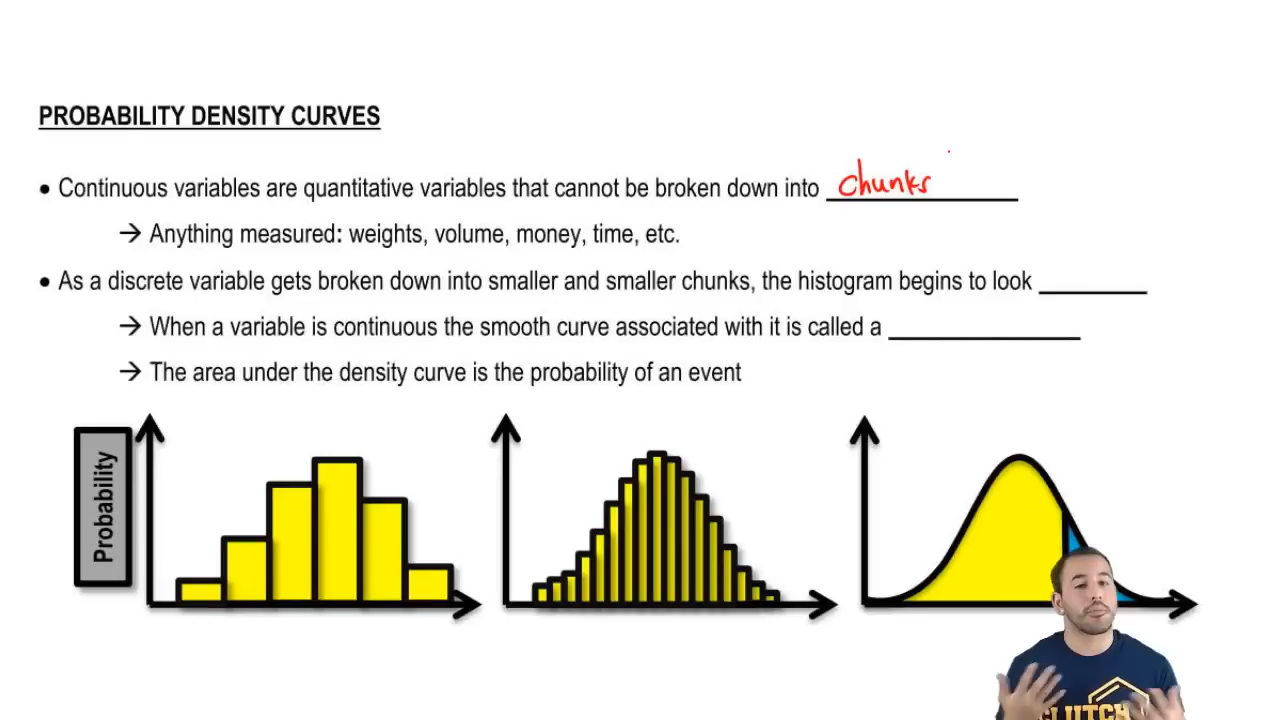 PROBABILITY DENSITY CURVES
• Continuous variables are quantitative variables that cannot be broken down into chunks
→ Anything measured: weights, volume, money, time, etc.
• As a discrete variable gets broken down into smaller and smaller chunks, the histogram begins to look ________
→ When a variable is continuous the smooth curve associated with it is called a ______________
→ The area under the density curve is the probability of an event
Probability
CLUTCH